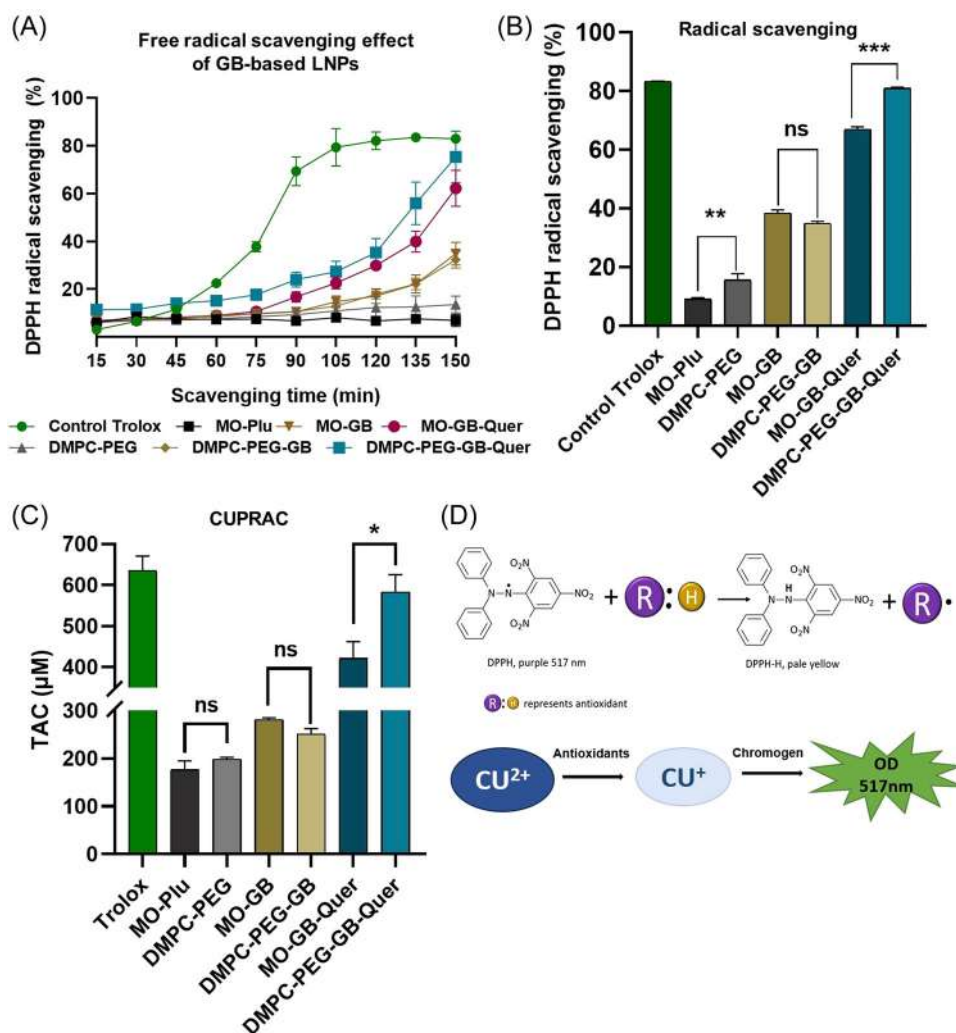 (A)
Free radical scavenging effect
of GB-based LNPs
DPPH radical scavenging (%)
100
80
60
40
20
15 30 45 60 75 90 105 120 135 150
Scavenging time (min)
Control Trolox MO-Plu MO-GB MO-GB-Quer
DMPC-PEG DMPC-PEG-GB DMPC-PEG-GB-Quer
(B)
Radical scavenging
DPPH radical scavenging (%)
100
80
60
40
20
0
**
ns
***
Control Trolox
MO-Plu
DMPC-PEG
MO-GB
DMPC-PEG-GB
MO-GB-Quer
DMPC-PEG-GB-Quer
(C)
CUPRAC
TAC (µM)
700
600
500
400
300
200
100
0
ns
ns
*
Trolox
MO-Plu
DMPC-PEG
MO-GB
DMPC-PEG-GB
MO-GB-Quer
DMPC-PEG-GB-Quer
(D)
N N O₂N NO₂ O₂N + R : H N N H O₂N NO₂ O₂N + R •
DPPH, purple 517 nm DPPH-H, pale yellow
R : H represents antioxidant
CU²⁺ Antioxidants CU⁺ Chromogen OD
517nm